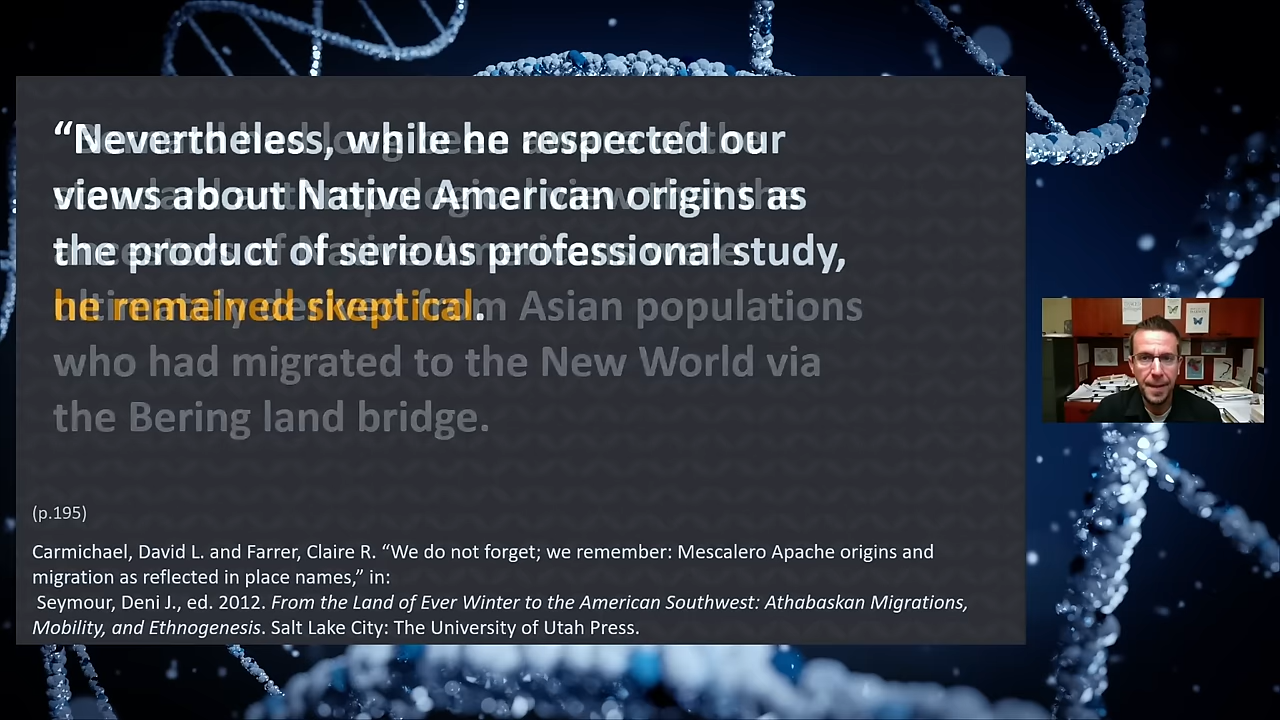 “Nevertheless, while he respected our
views about Native American origins as
the product of serious professional study,
he remained skeptical.
Asian populations
who had migrated to the New World via
the Bering land bridge.
(p.195)
Carmichael, David L. and Farrer, Claire R. “We do not forget; we remember: Mescalero Apache origins and
migration as reflected in place names,” in:
Seymour, Deni J., ed. 2012. From the Land of Ever Winter to the American Southwest: Athabaskan Migrations,
Mobility, and Ethnogenesis. Salt Lake City: The University of Utah Press.